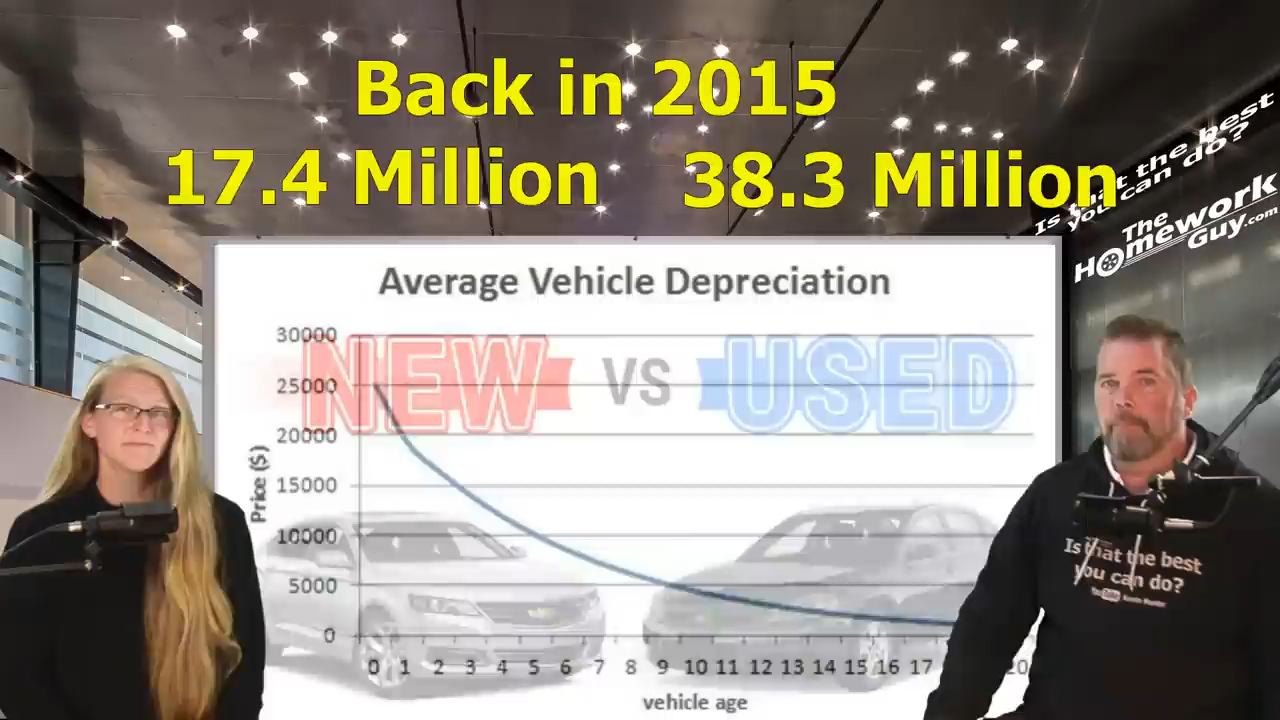 Back in 2015
17.4 Million 38.3 Million
Is that the best
you can do?
The
Homework
Guy.com
Average Vehicle Depreciation
NEW VS USED
30000
25000
20000
15000
10000
5000
0
Price ($)
0 1 2 3 4 5 6 7 8 9 10 11 12 13 14 15 16 17 20
vehicle age
Is that the best
you can do?
YouTube